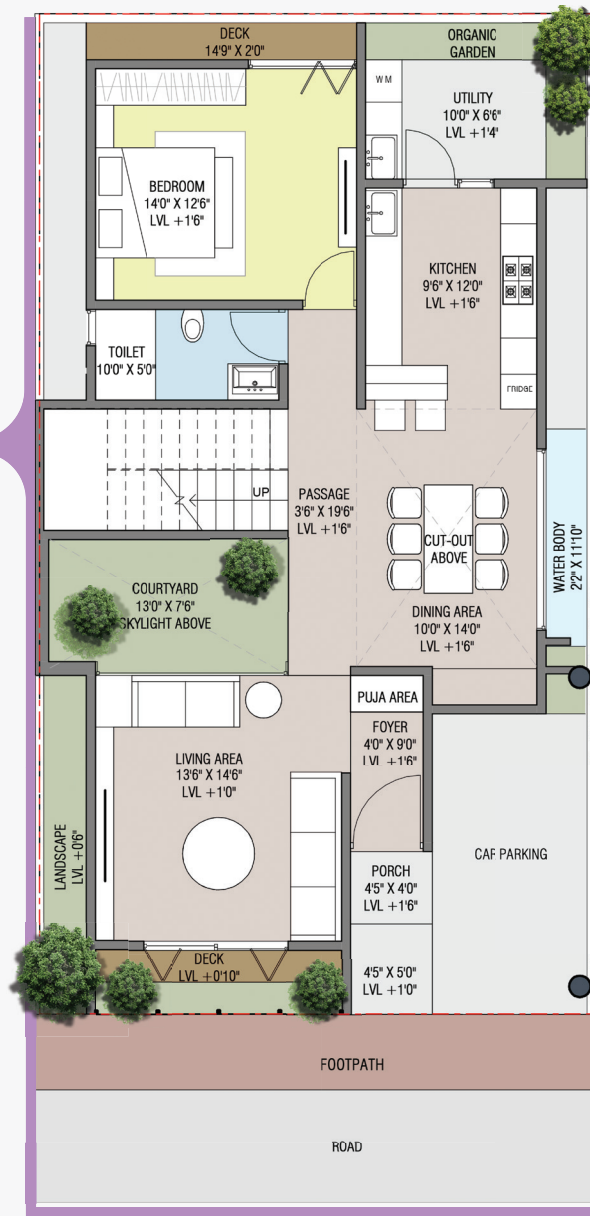 DECK
14'9" X 2'0"
ORGANIC
GARDEN
WM
UTILITY
10'0" X 6'6"
LVL +1'4"
BEDROOM
14'0" X 12'6"
LVL +1'6"
KITCHEN
9'6" X 12'0"
LVL +1'6"
TOILET
10'0" X 5'0"
FRIDGE
UP
PASSAGE
3'6" X 19'6"
LVL +1'6"
CUT-OUT
ABOVE
WATER BODY
2'2" X 11'10"
COURTYARD
13'0" X 7'6"
SKYLIGHT ABOVE
DINING AREA
10'0" X 14'0"
LVL +1'6"
PUJA AREA
FOYER
4'0" X 9'0"
LVL +1'6"
LIVING AREA
13'6" X 14'6"
LVL +1'0"
LANDSCAPE
LVL +0'6"
PORCH
4'5" X 4'0"
LVL +1'6"
CAF PARKING
DECK
LVL +0'10"
4'5" X 5'0"
LVL +1'0"
FOOTPATH
ROAD